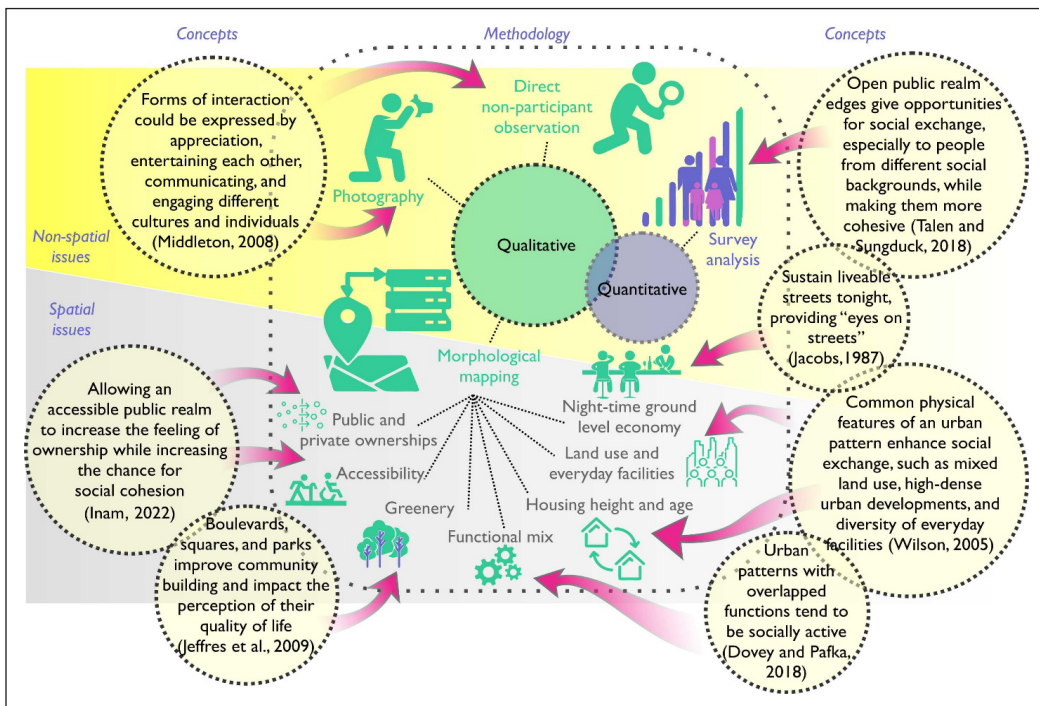 Concepts
Methodology
Concepts
Forms of interaction
could be expressed by
appreciation,
entertaining each other,
communicating, and
engaging different
cultures and individuals
(Middleton, 2008)
Direct
non-participant
observation
Photography
Open public realm
edges give opportunities
for social exchange,
especially to people
from different social
backgrounds, while
making them more
cohesive (Talen and
Sungduck, 2018)
Non-spatial
issues
Qualitative
Survey
analysis
Quantitative
Spatial
issues
Sustain liveable
streets tonight,
providing “eyes on
streets”
(Jacobs,1987)
Morphological
mapping
Allowing an
accessible public realm
to increase the feeling of
ownership while increasing
the chance for
social cohesion
(Inam, 2022)
Public and
private ownerships
Accessibility
Greenery
Functional mix
Housing height and age
Land use and
everyday facilities
Night-time ground
level economy
Common physical
features of an urban
pattern enhance social
exchange, such as mixed
land use, high-dense
urban developments, and
diversity of everyday
facilities (Wilson, 2005)
Boulevards,
squares, and parks
improve community
building and impact the
perception of their
quality of life
(Jeffres et al., 2009)
Urban
patterns with
overlapped
functions tend to
be socially active
(Dovey and Pafka,
2018)